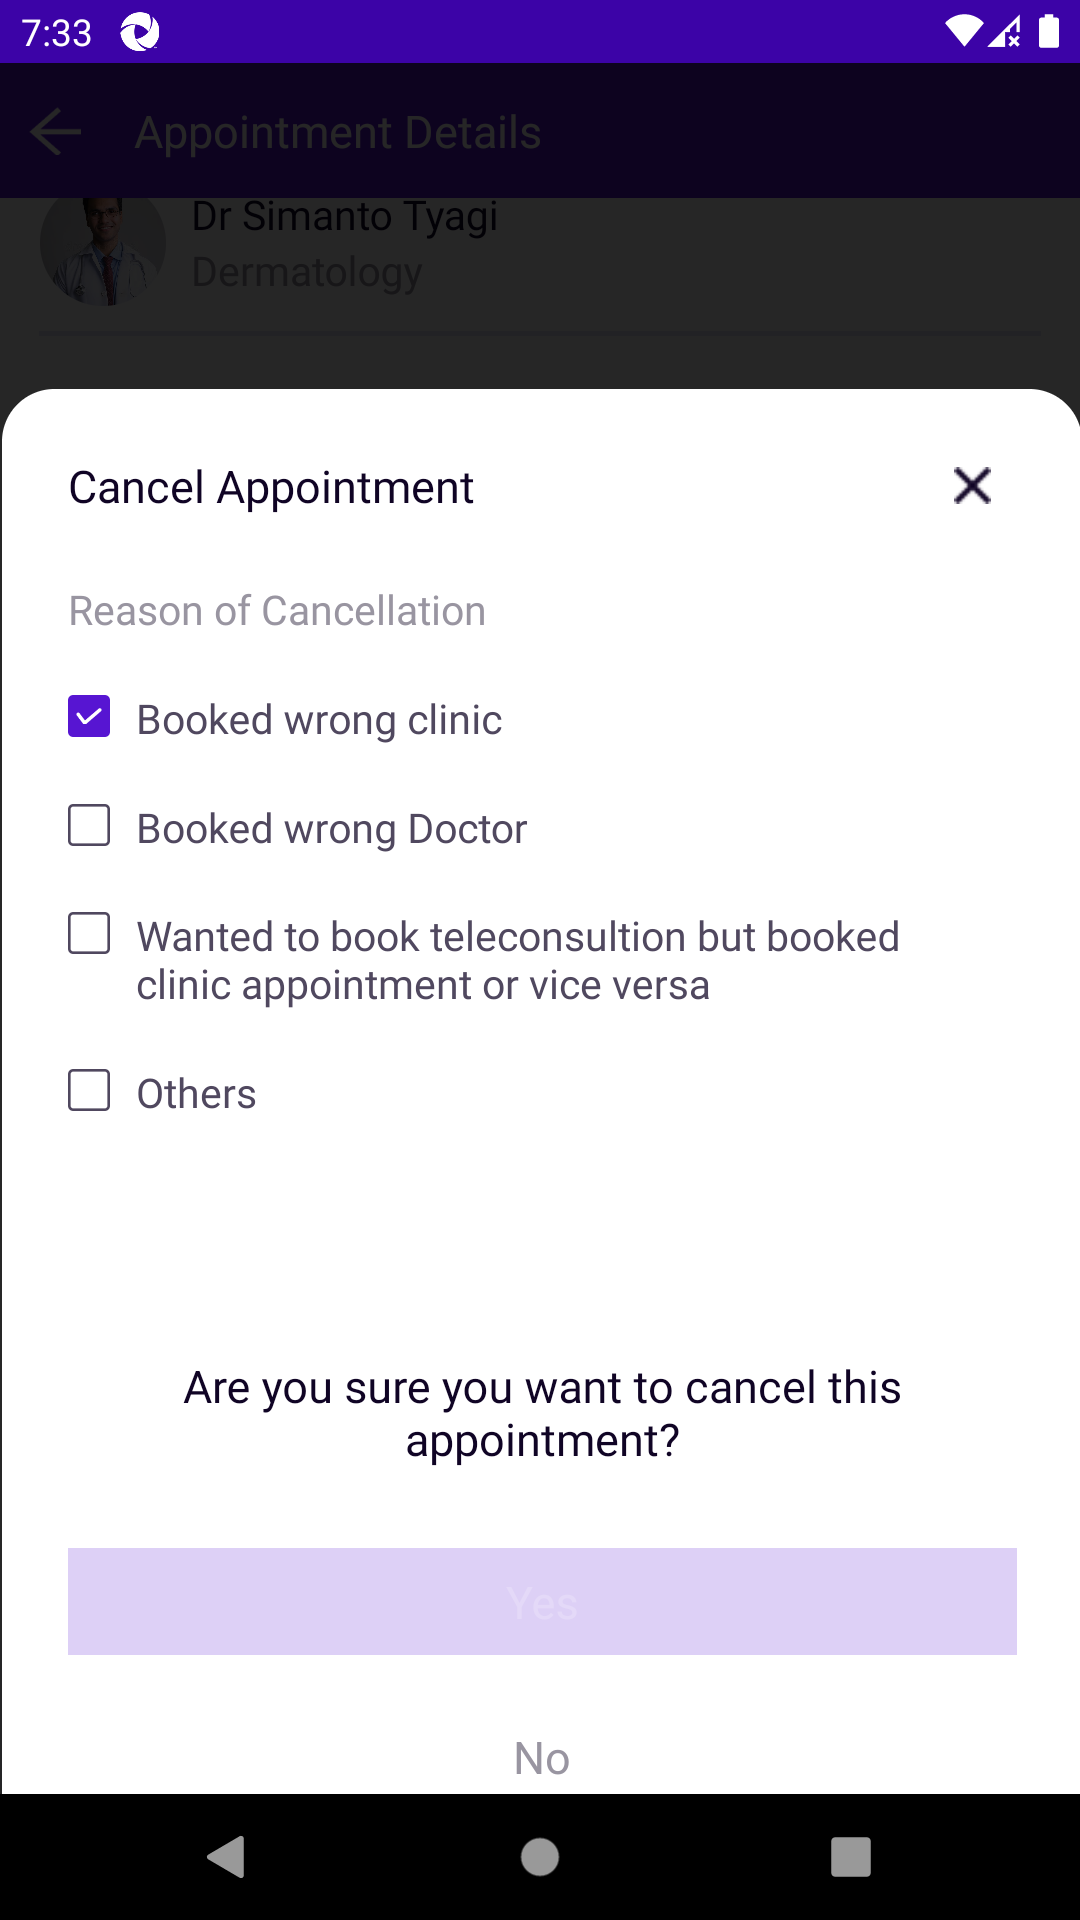 7:33
Appointment Details
Dr Simanto Tyagi
Dermatology
Cancel Appointment
Reason of Cancellation
Booked wrong clinic
Booked wrong Doctor
Wanted to book teleconsultion but booked
clinic appointment or vice versa
Others
Are you sure you want to cancel this
appointment?
Yes
No